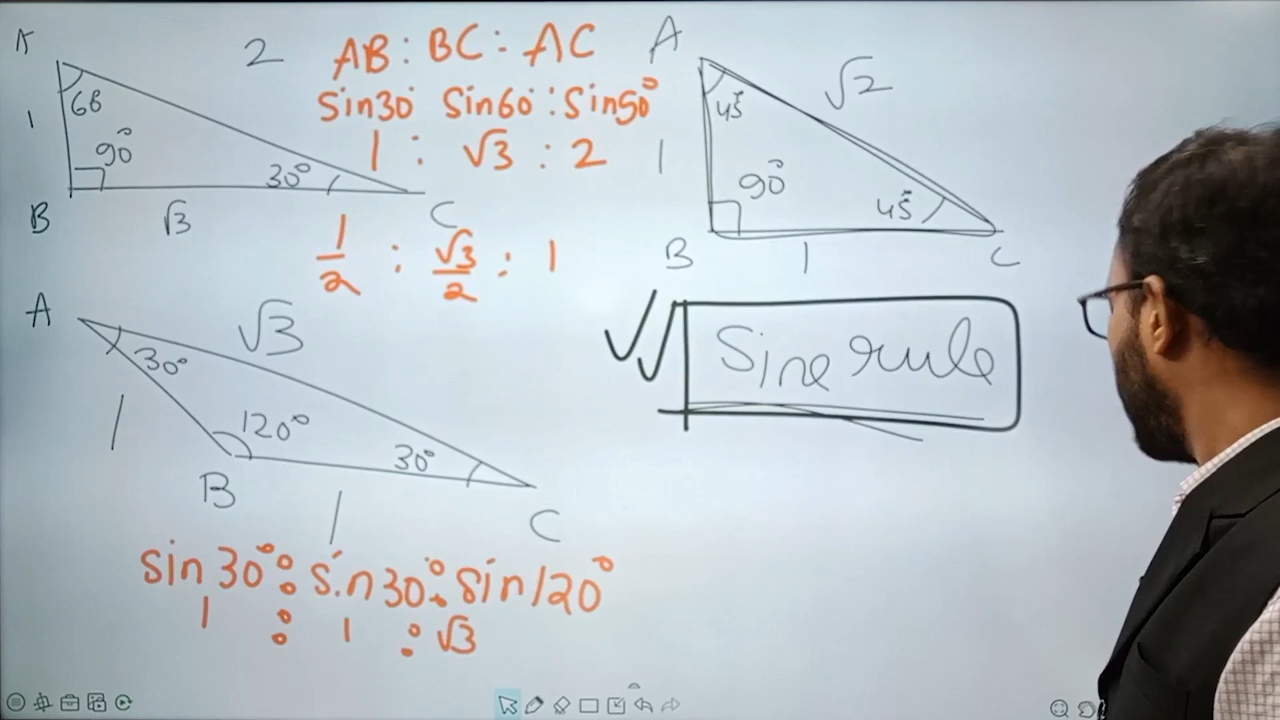 A
2
AB : BC : AC
A
√2
1
60
sin30 sin60 : sin90°
45°
90°
30°
1 : √3 : 2
1
90°
45°
B
√3
C
B
1
C
1/2 : √3/2 : 1
A
√3
Sine rule
30°
1
120°
30°
B
1
C
sin 30° : sin 30° : sin 120°
1 : 1 : √3